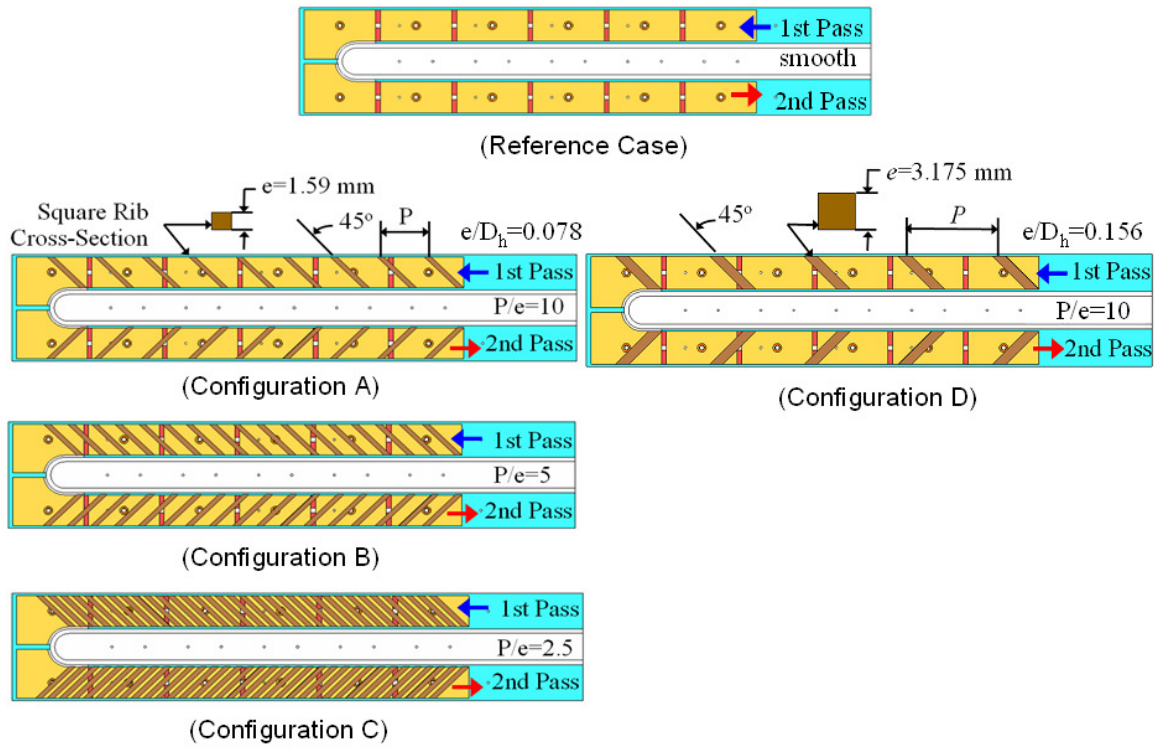 1st Pass
smooth
2nd Pass
(Reference Case)
e=1.59 mm
Square Rib
Cross-Section
45º
P
e/Dₕ=0.078
1st Pass
P/e=10
2nd Pass
(Configuration A)
e=3.175 mm
45º
P
e/Dₕ=0.156
1st Pass
P/e=10
2nd Pass
(Configuration D)
1st Pass
P/e=5
2nd Pass
(Configuration B)
1st Pass
P/e=2.5
2nd Pass
(Configuration C)